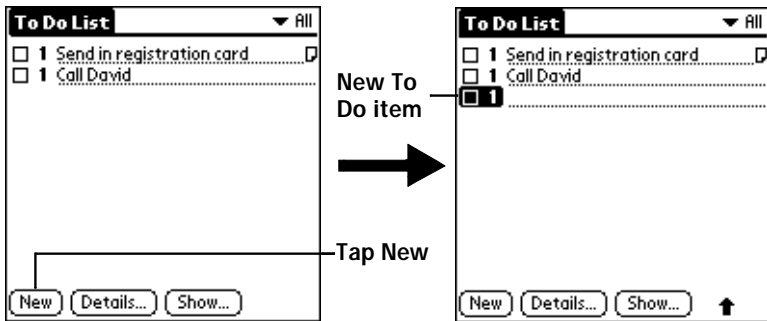 To Do List All
1 Send in registration card
1 Call David
New Details... Show...
New To
Do item
Tap New
To Do List All
1 Send in registration card
1 Call David
1
New Details... Show...